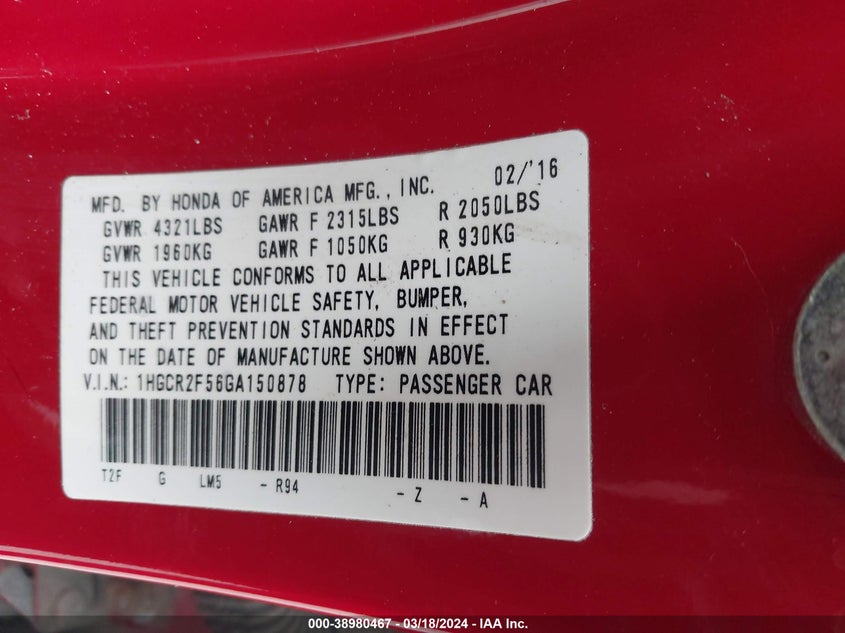 MFD. BY HONDA OF AMERICA MFG., INC. 02/'16
GVWR 4321LBS GAWR F 2315LBS R 2050LBS
GVWR 1960KG GAWR F 1050KG R 930KG
THIS VEHICLE CONFORMS TO ALL APPLICABLE
FEDERAL MOTOR VEHICLE SAFETY, BUMPER,
AND THEFT PREVENTION STANDARDS IN EFFECT
ON THE DATE OF MANUFACTURE SHOWN ABOVE.
V.I.N.: 1HGCR2F56GA150878 TYPE: PASSENGER CAR
T2F G LM5 - R94 - Z - A
000-38980467 - 03/18/2024 - IAA Inc.